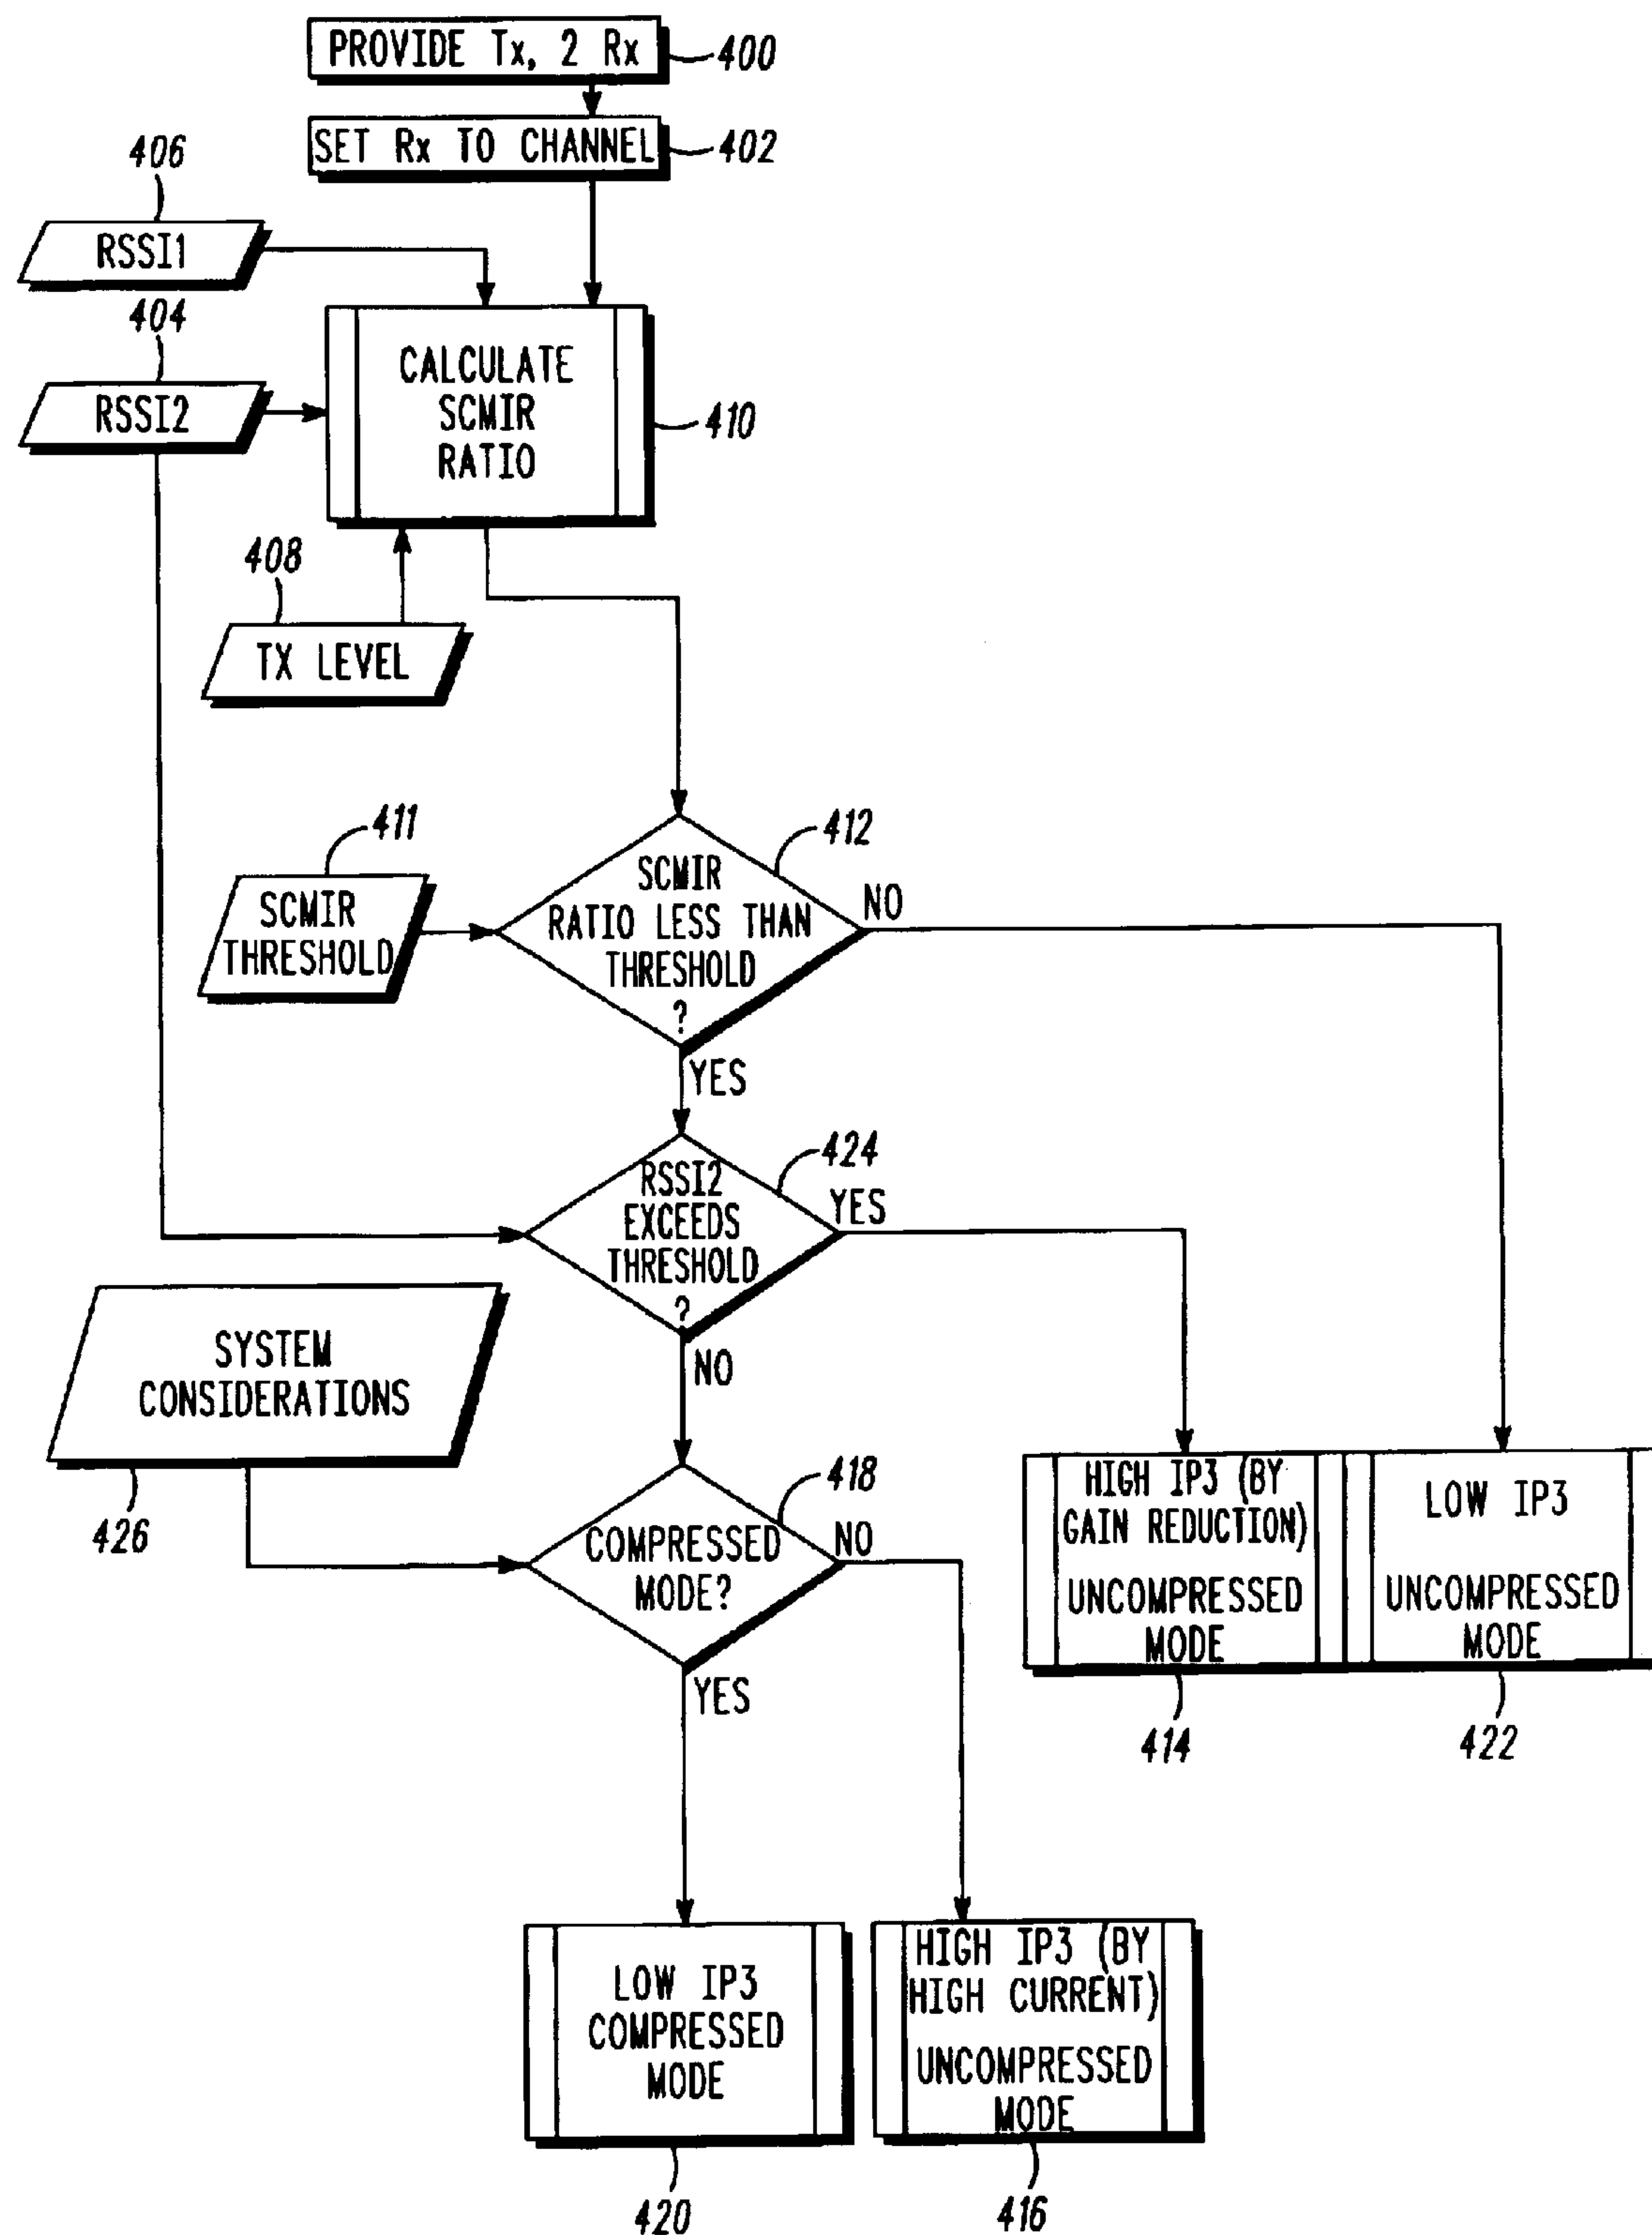 PROVIDE Tx, 2 Rx
400
SET Rx TO CHANNEL
402
406
RSSI1
404
RSSI2
CALCULATE
SCMIR
RATIO
410
408
TX LEVEL
411
SCMIR
THRESHOLD
412
SCMIR
RATIO LESS THAN
THRESHOLD
?
NO
YES
424
RSSI2
EXCEEDS
THRESHOLD
?
YES
NO
SYSTEM
CONSIDERATIONS
426
418
COMPRESSED
MODE?
NO
YES
HIGH IP3 (BY
GAIN REDUCTION)
UNCOMPRESSED
MODE
414
LOW IP3
UNCOMPRESSED
MODE
422
LOW IP3
COMPRESSED
MODE
420
HIGH IP3 (BY
HIGH CURRENT)
UNCOMPRESSED
MODE
416